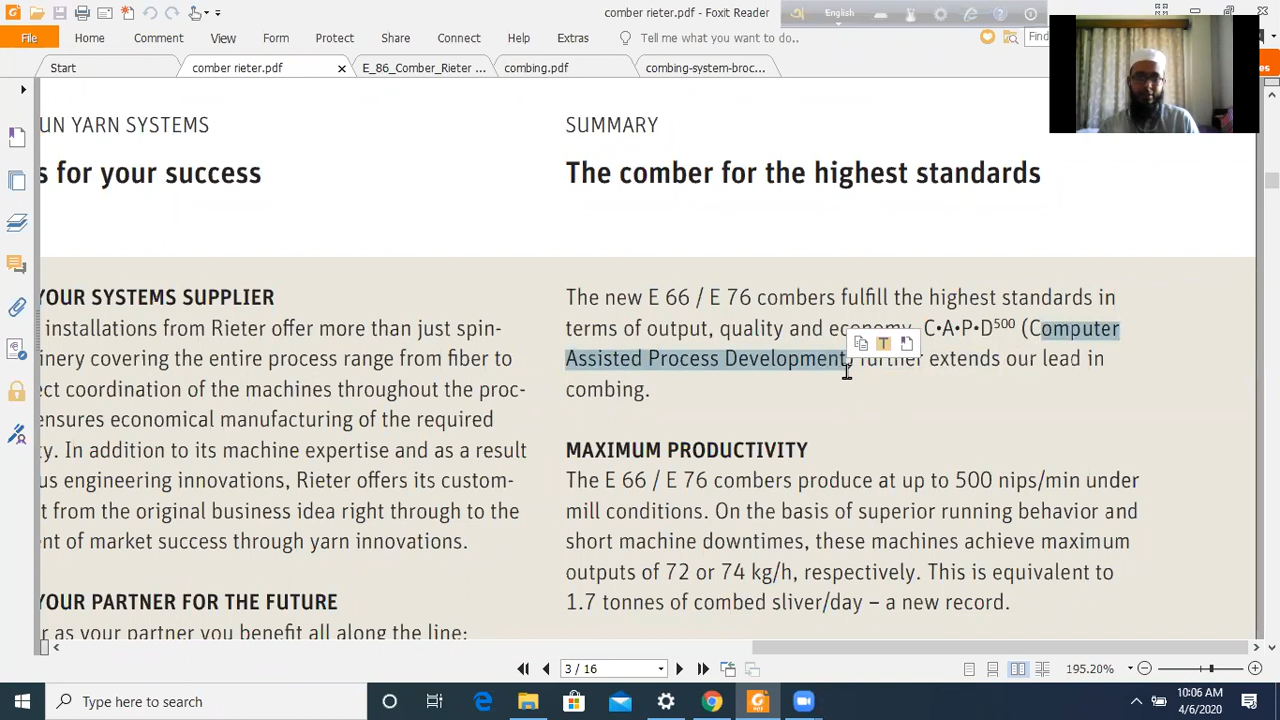 comber rieter.pdf - Foxit Reader
English
File
Home
Comment
View
Form
Protect
Share
Connect
Help
Extras
Tell me what you want to do..
Find
Start
comber rieter.pdf
E_86_Comber_Rieter ...
combing.pdf
combing-system-broc...
UN YARN SYSTEMS
s for your success
YOUR SYSTEMS SUPPLIER
installations from Rieter offer more than just spin-
inery covering the entire process range from fiber to
ect coordination of the machines throughout the proc-
ensures economical manufacturing of the required
ty. In addition to its machine expertise and as a result
us engineering innovations, Rieter offers its custom-
t from the original business idea right through to the
ent of market success through yarn innovations.
YOUR PARTNER FOR THE FUTURE
r as your partner you benefit all along the line:
SUMMARY
The comber for the highest standards
The new E 66 / E 76 combers fulfill the highest standards in
terms of output, quality and economy. C•A•P•D⁵⁰⁰ (Computer
Assisted Process Development) further extends our lead in
combing.
MAXIMUM PRODUCTIVITY
The E 66 / E 76 combers produce at up to 500 nips/min under
mill conditions. On the basis of superior running behavior and
short machine downtimes, these machines achieve maximum
outputs of 72 or 74 kg/h, respectively. This is equivalent to
1.7 tonnes of combed sliver/day – a new record.
3 / 16
195.20%
Type here to search
10:06 AM
4/6/2020